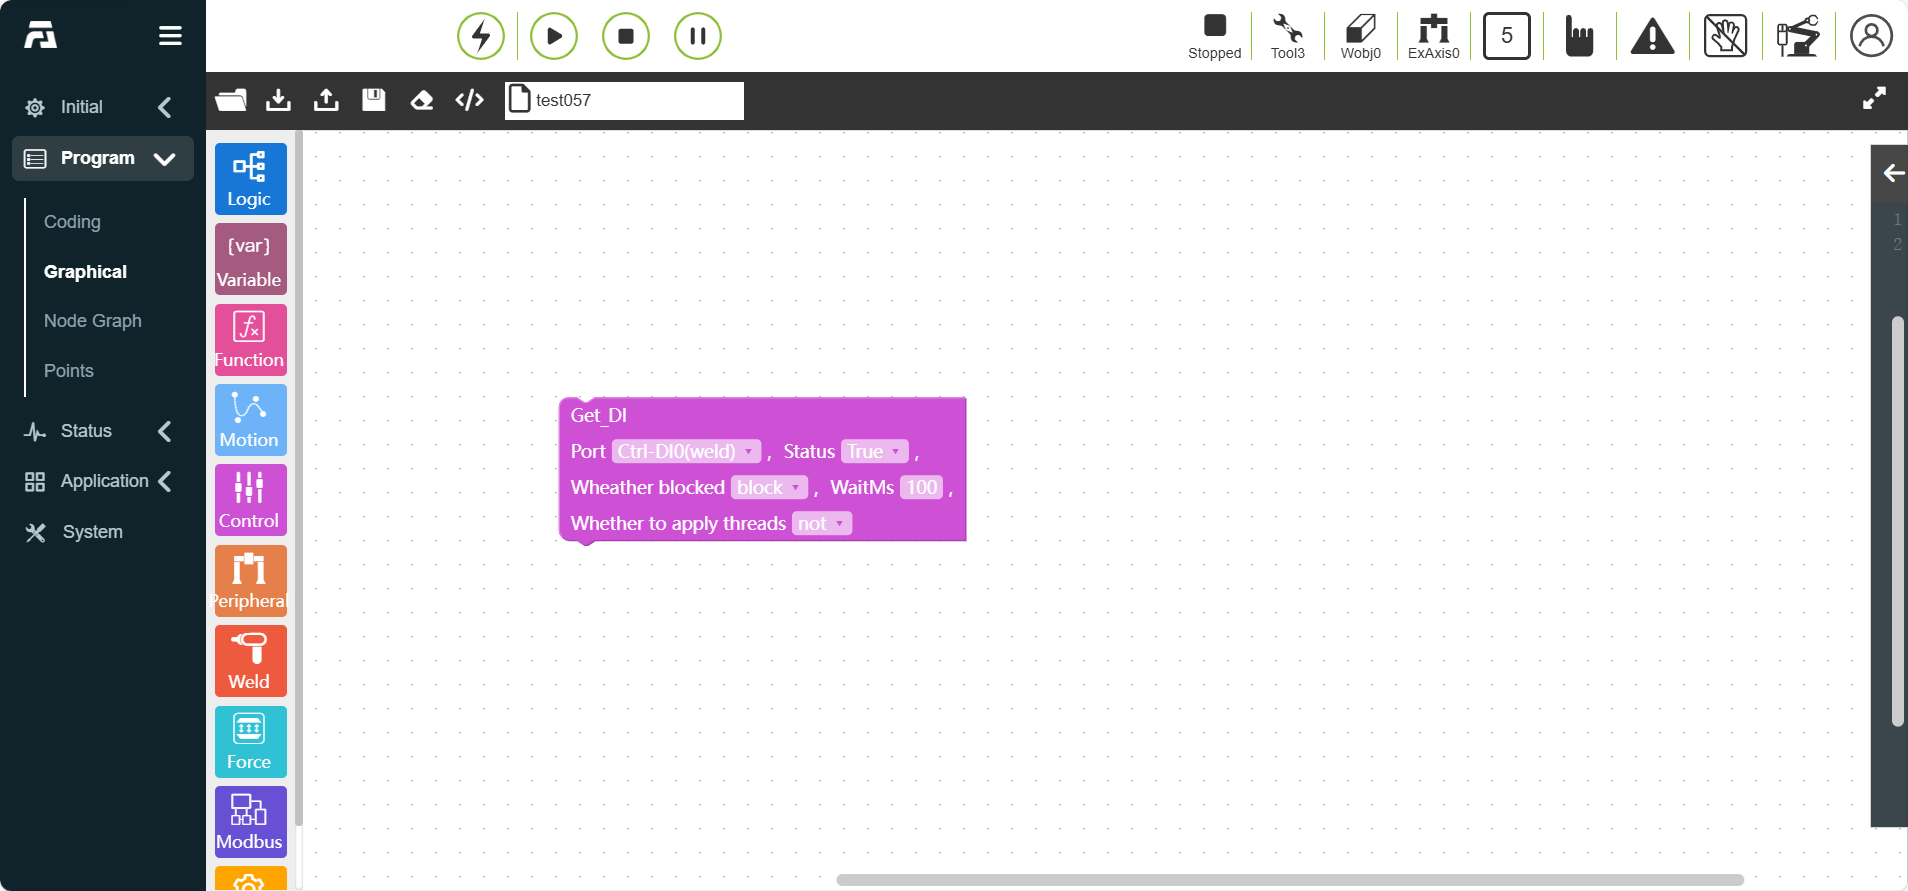 Stopped
Tool3
Wobj0
ExAxis0
5
Initial
Program
Coding
Graphical
Node Graph
Points
Status
Application
System
test057
Logic
[var]
Variable
fx
Function
Motion
Control
Peripheral
Weld
Force
Modbus
Get_DI
Port Ctrl-DI0(weld) , Status True ,
Wheather blocked block , WaitMs 100 ,
Whether to apply threads not
1
2